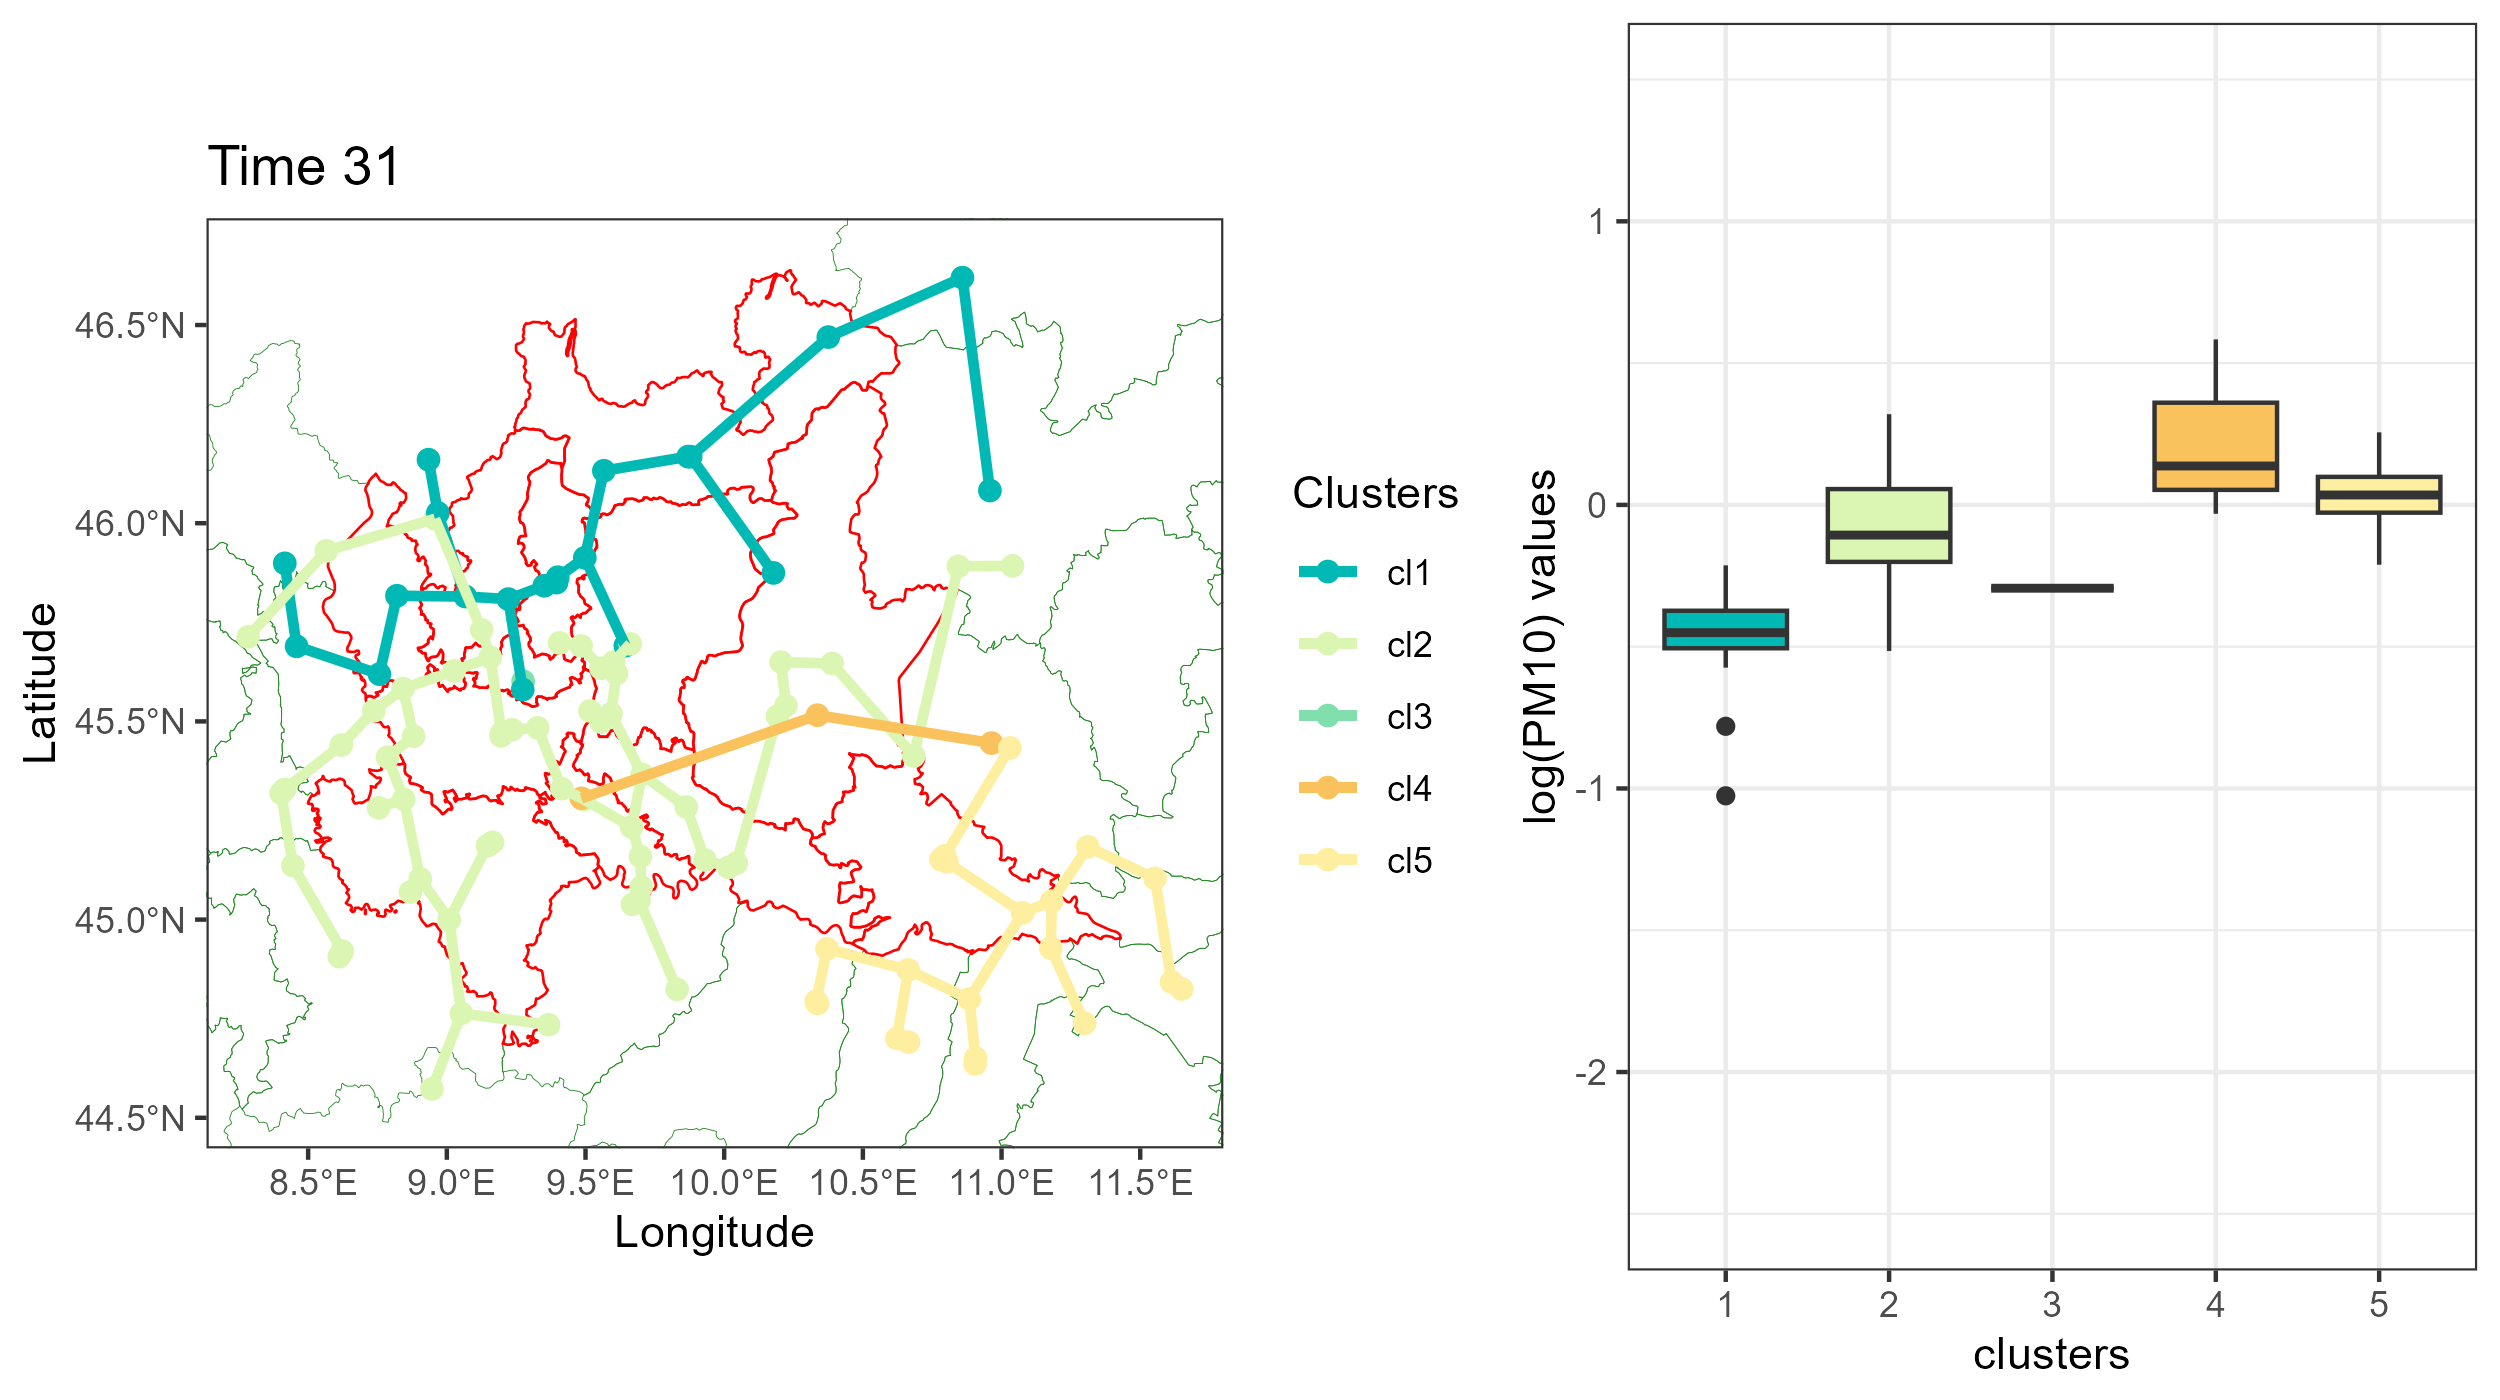 Time 31
46.5°N
46.0°N
45.5°N
45.0°N
44.5°N
Latitude
8.5°E 9.0°E 9.5°E 10.0°E 10.5°E 11.0°E 11.5°E
Longitude
Clusters
cl1
cl2
cl3
cl4
cl5
log(PM10) values
1
0
-1
-2
1 2 3 4 5
clusters